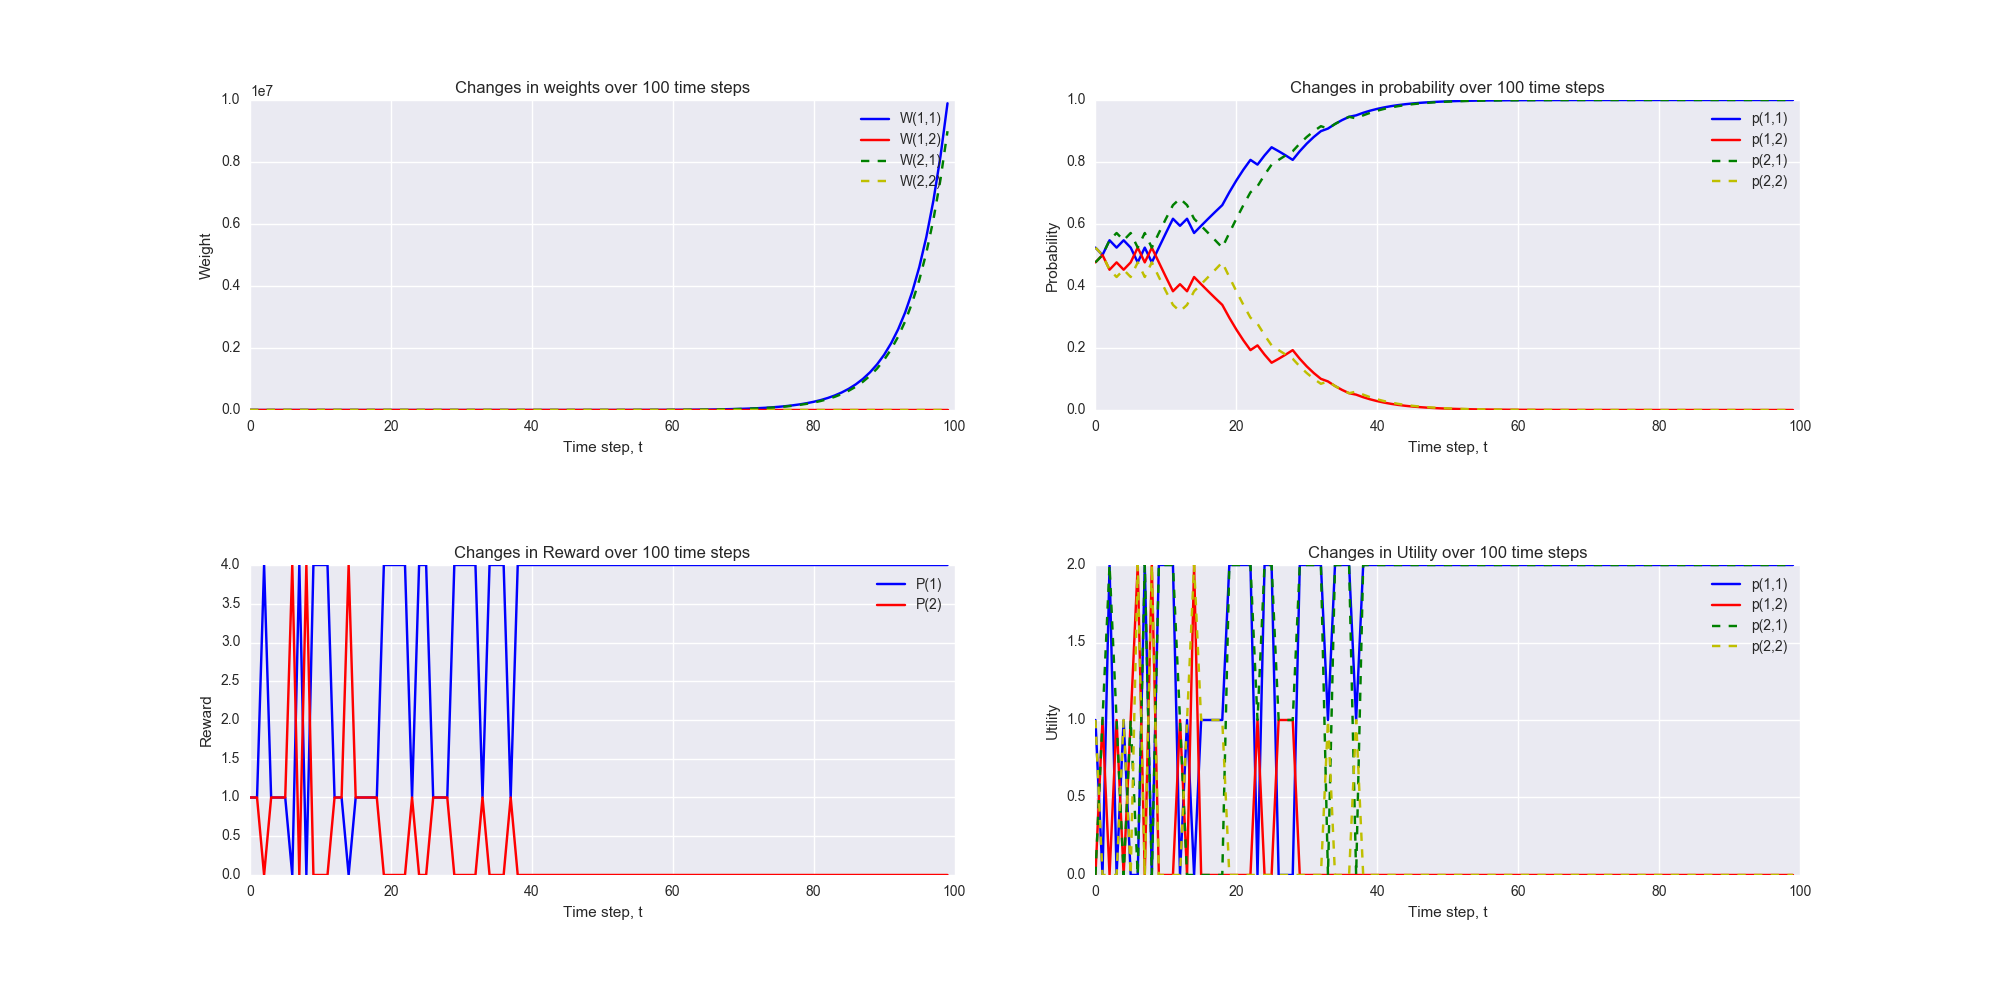 Changes in weights over 100 time steps
1e7
1.0
0.8
0.6
0.4
0.2
0.0
Weight
W(1,1)
W(1,2)
W(2,1)
W(2,2)
0 20 40 60 80 100
Time step, t
Changes in probability over 100 time steps
1.0
0.8
0.6
0.4
0.2
0.0
Probability
p(1,1)
p(1,2)
p(2,1)
p(2,2)
0 20 40 60 80 100
Time step, t
Changes in Reward over 100 time steps
4.0
3.5
3.0
2.5
2.0
1.5
1.0
0.5
0.0
Reward
P(1)
P(2)
0 20 40 60 80 100
Time step, t
Changes in Utility over 100 time steps
2.0
1.5
1.0
0.5
0.0
Utility
p(1,1)
p(1,2)
p(2,1)
p(2,2)
0 20 40 60 80 100
Time step, t